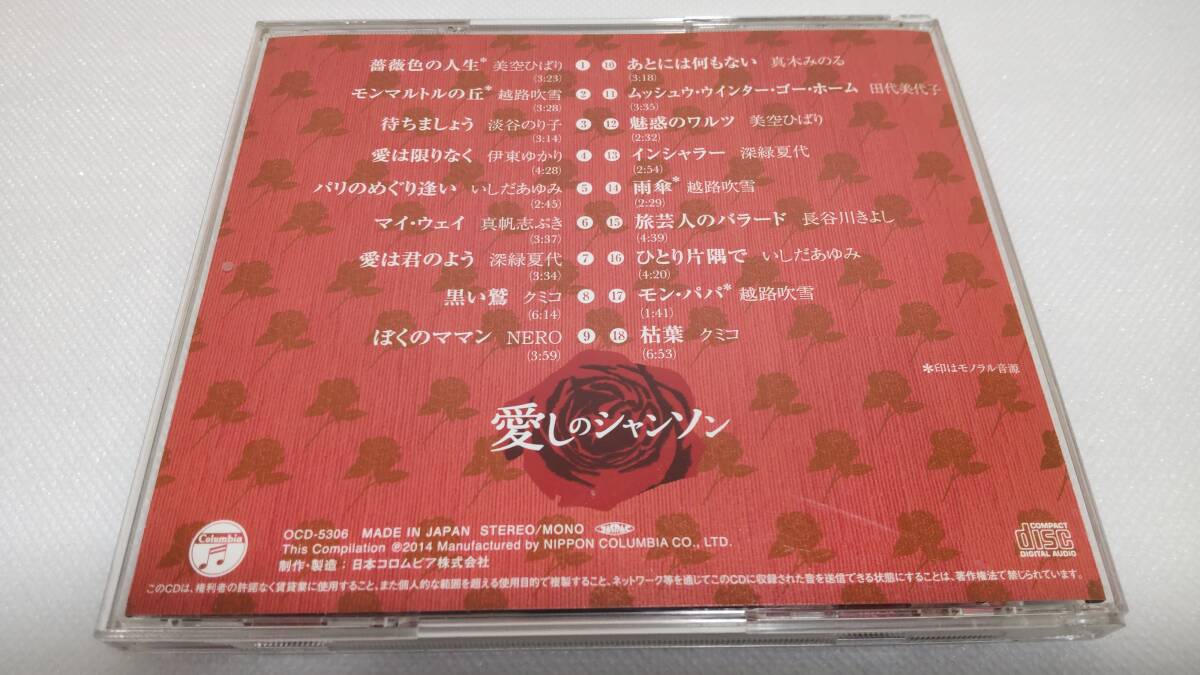 薔薇色の人生* 美空ひばり ①
(3:23)
モンマルトルの丘* 越路吹雪 ②
(3:28)
待ちましょう 淡谷のり子 ③
(3:14)
愛は限りなく 伊東ゆかり ④
(4:28)
パリのめぐり逢い いしだあゆみ ⑤
(2:45)
マイ・ウェイ 真帆志ぶき ⑥
(3:37)
愛は君のよう 深緑夏代 ⑦
(3:34)
黒い鷲 クミコ ⑧
(6:14)
ぼくのママン NERO ⑨
(3:59)
⑩ あとには何もない 真木みのる
(3:18)
⑪ ムッシュウ・ウインター・ゴー・ホーム 田代美代子
(3:35)
⑫ 魅惑のワルツ 美空ひばり
(2:32)
⑬ インシャラー 深緑夏代
(2:54)
⑭ 雨傘* 越路吹雪
(2:29)
⑮ 旅芸人のバラード 長谷川きよし
(4:39)
⑯ ひとり片隅で いしだあゆみ
(4:20)
⑰ モン・パパ* 越路吹雪
(1:41)
⑱ 枯葉 クミコ
(6:53)
*印はモノラル音源
愛しのシャンソン
Columbia
OCD-5306 MADE IN JAPAN STEREO/MONO
This Compilation ℗2014 Manufactured by NIPPON COLUMBIA CO., LTD.
制作・製造：日本コロムビア株式会社
COMPACT
disc
DIGITAL AUDIO
このCDは、権利者の許諾なく賃貸業に使用すること、また個人的な範囲を超える使用目的で複製すること、ネットワーク等を通じてこのCDに収録された音を送信できる状態にすることは、著作権法で禁じられています。